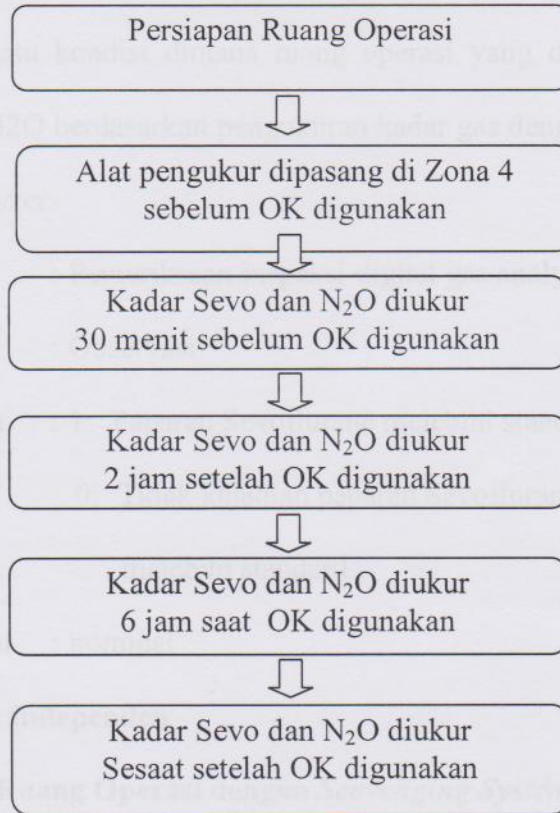 Persiapan Ruang Operasi
Alat pengukur dipasang di Zona 4
sebelum OK digunakan
Kadar Sevo dan N₂O diukur
30 menit sebelum OK digunakan
Kadar Sevo dan N₂O diukur
2 jam setelah OK digunakan
Kadar Sevo dan N₂O diukur
6 jam saat OK digunakan
Kadar Sevo dan N₂O diukur
Sesaat setelah OK digunakan